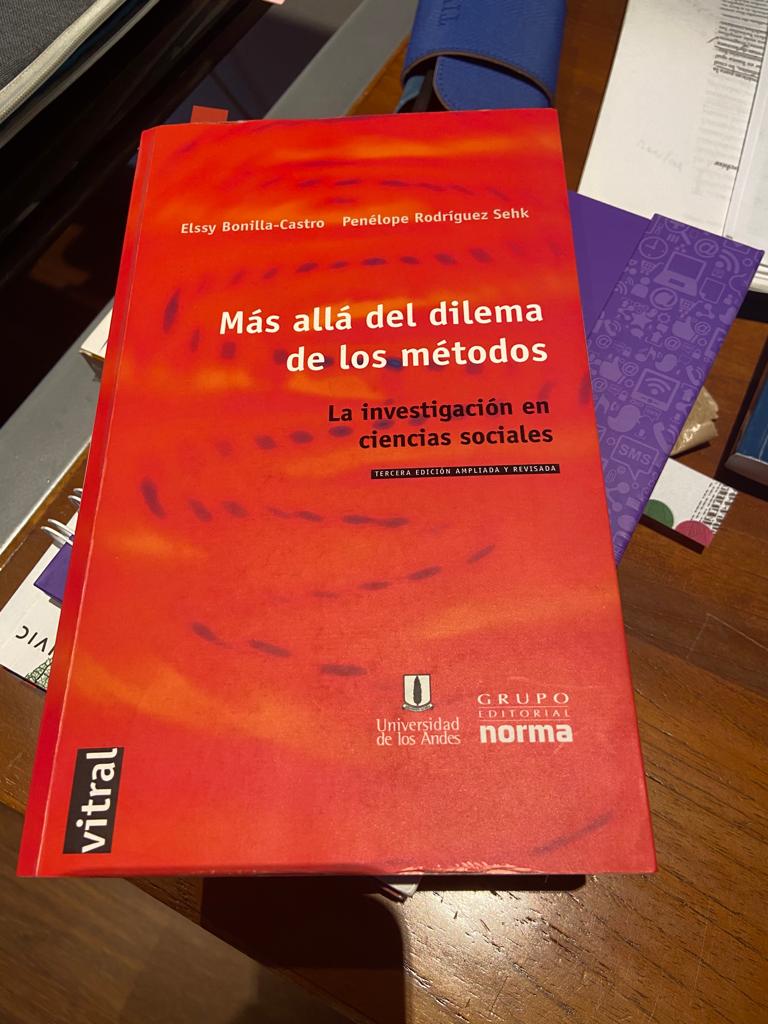 Elssy Bonilla-Castro Penélope Rodríguez Sehk
Más allá del dilema
de los métodos
La investigación en
ciencias sociales
TERCERA EDICIÓN AMPLIADA Y REVISADA
Universidad
de los Andes
GRUPO
EDITORIAL
norma
vitral
SMS